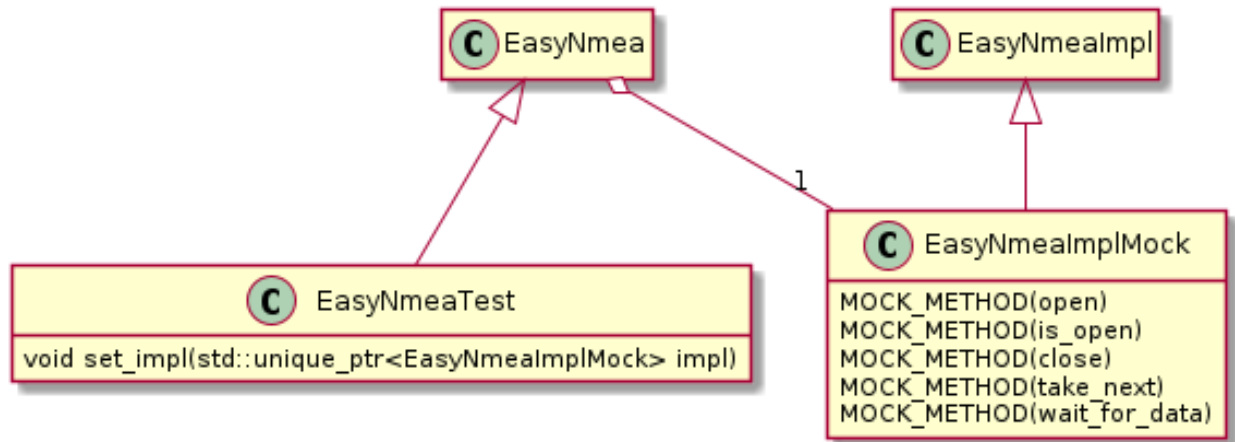 C EasyNmea
C EasyNmeaImpl
1
C EasyNmeaTest
void set_impl(std::unique_ptr<EasyNmeaImplMock> impl)
C EasyNmeaImplMock
MOCK_METHOD(open)
MOCK_METHOD(is_open)
MOCK_METHOD(close)
MOCK_METHOD(take_next)
MOCK_METHOD(wait_for_data)